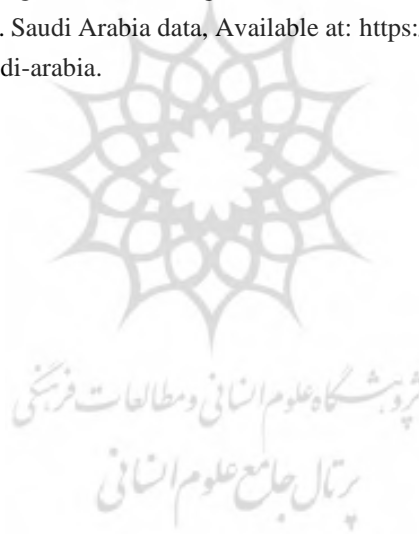 . Saudi Arabia data, Available at: https:/
di-arabia.
پژوهشگاه علوم انسانی و مطالعات فرهنگی
پرتال جامع علوم انسانی